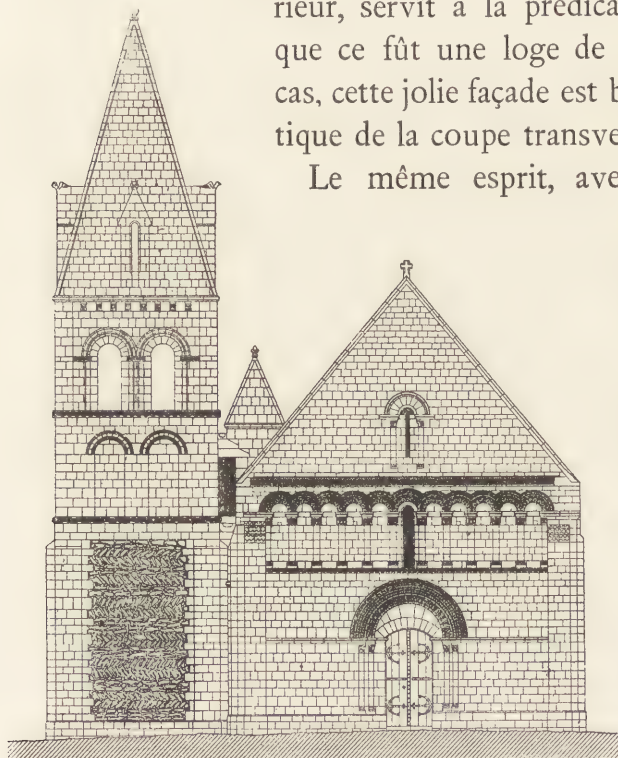 rieur, servit à la prédica
que ce fût une loge de
cas, cette jolie façade est b
tique de la coupe transve
Le même esprit, ave